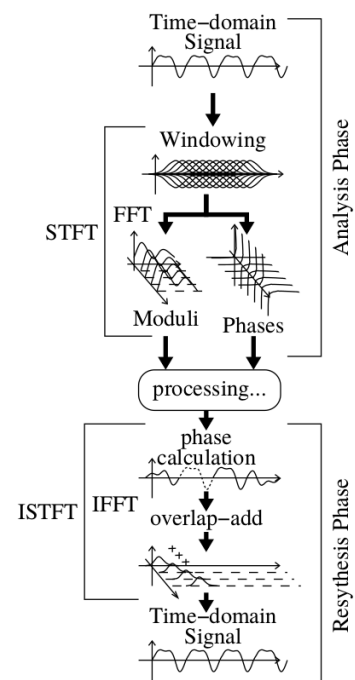 Time−domain
Signal
Analysis Phase
Windowing
STFT
FFT
Moduli
Phases
processing...
phase
calculation
ISTFT
IFFT
overlap−add
+
+
+
Resythesis Phase
Time−domain
Signal